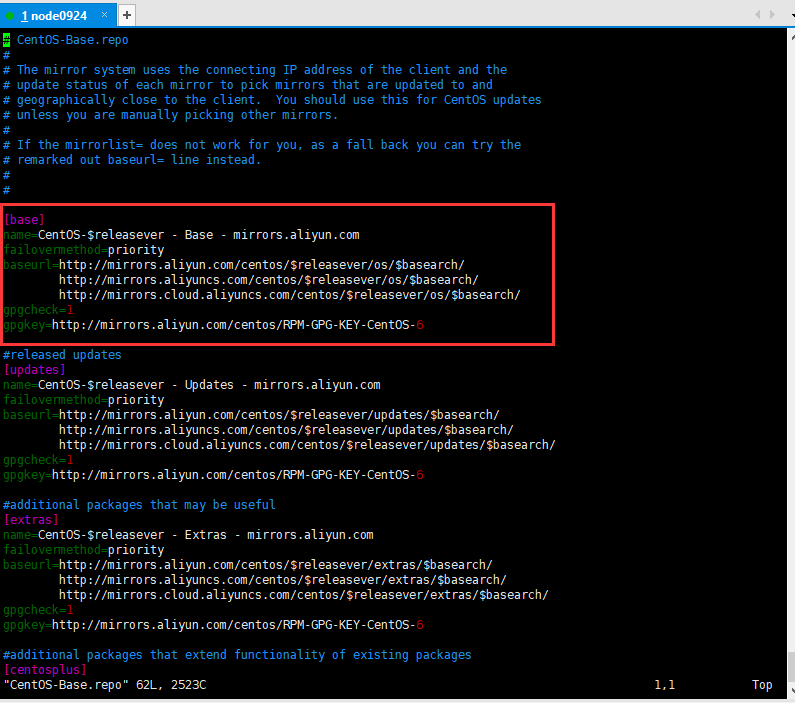 1 node0924 × +
# CentOS-Base.repo
#
# The mirror system uses the connecting IP address of the client and the
# update status of each mirror to pick mirrors that are updated to and
# geographically close to the client.  You should use this for CentOS updates
# unless you are manually picking other mirrors.
#
# If the mirrorlist= does not work for you, as a fall back you can try the
# remarked out baseurl= line instead.
#
#
[base]
name=CentOS-$releasever - Base - mirrors.aliyun.com
failovermethod=priority
baseurl=http://mirrors.aliyun.com/centos/$releasever/os/$basearch/
        http://mirrors.aliyuncs.com/centos/$releasever/os/$basearch/
        http://mirrors.cloud.aliyuncs.com/centos/$releasever/os/$basearch/
gpgcheck=1
gpgkey=http://mirrors.aliyun.com/centos/RPM-GPG-KEY-CentOS-6
#released updates
[updates]
name=CentOS-$releasever - Updates - mirrors.aliyun.com
failovermethod=priority
baseurl=http://mirrors.aliyun.com/centos/$releasever/updates/$basearch/
        http://mirrors.aliyuncs.com/centos/$releasever/updates/$basearch/
        http://mirrors.cloud.aliyuncs.com/centos/$releasever/updates/$basearch/
gpgcheck=1
gpgkey=http://mirrors.aliyun.com/centos/RPM-GPG-KEY-CentOS-6
#additional packages that may be useful
[extras]
name=CentOS-$releasever - Extras - mirrors.aliyun.com
failovermethod=priority
baseurl=http://mirrors.aliyun.com/centos/$releasever/extras/$basearch/
        http://mirrors.aliyuncs.com/centos/$releasever/extras/$basearch/
        http://mirrors.cloud.aliyuncs.com/centos/$releasever/extras/$basearch/
gpgcheck=1
gpgkey=http://mirrors.aliyun.com/centos/RPM-GPG-KEY-CentOS-6
#additional packages that extend functionality of existing packages
[centosplus]
"CentOS-Base.repo" 62L, 2523C 1,1 Top